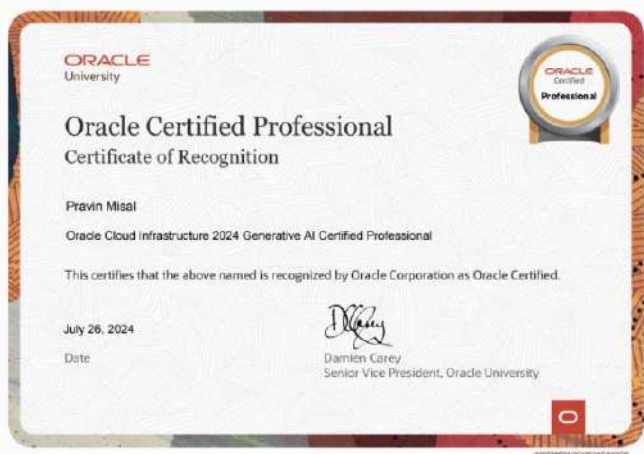 ORACLE
University
ORACLE
Certified
Professional
Oracle Certified Professional
Certificate of Recognition
Pravin Misal
Oracle Cloud Infrastructure 2024 Generative AI Certified Professional
This certifies that the above named is recognized by Oracle Corporation as Oracle Certified.
July 26, 2024
Date
Damien Carey
Senior Vice President, Oracle University